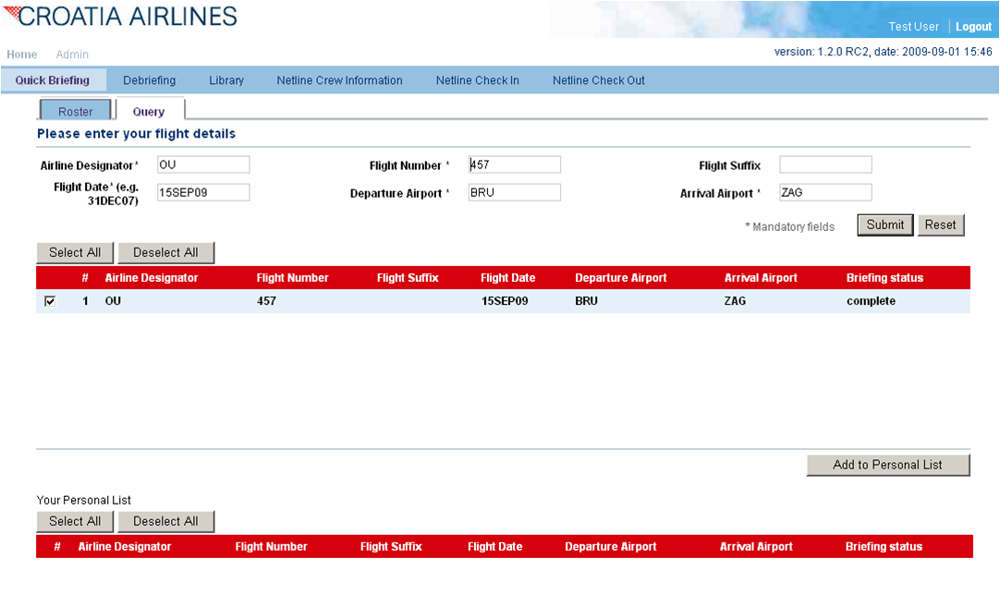 CROATIA AIRLINES
Test User | Logout
Home Admin version: 1.2.0 RC2, date: 2009-09-01 15:46
Quick Briefing Debriefing Library Netline Crew Information Netline Check In Netline Check Out
Roster Query
Please enter your flight details
Airline Designator* OU Flight Number * 457 Flight Suffix
Flight Date* (e.g. 31DEC07) 15SEP09 Departure Airport * BRU Arrival Airport * ZAG
* Mandatory fields Submit Reset
Select All Deselect All
# Airline Designator Flight Number Flight Suffix Flight Date Departure Airport Arrival Airport Briefing status
1 OU 457 15SEP09 BRU ZAG complete
Add to Personal List
Your Personal List
Select All Deselect All
# Airline Designator Flight Number Flight Suffix Flight Date Departure Airport Arrival Airport Briefing status